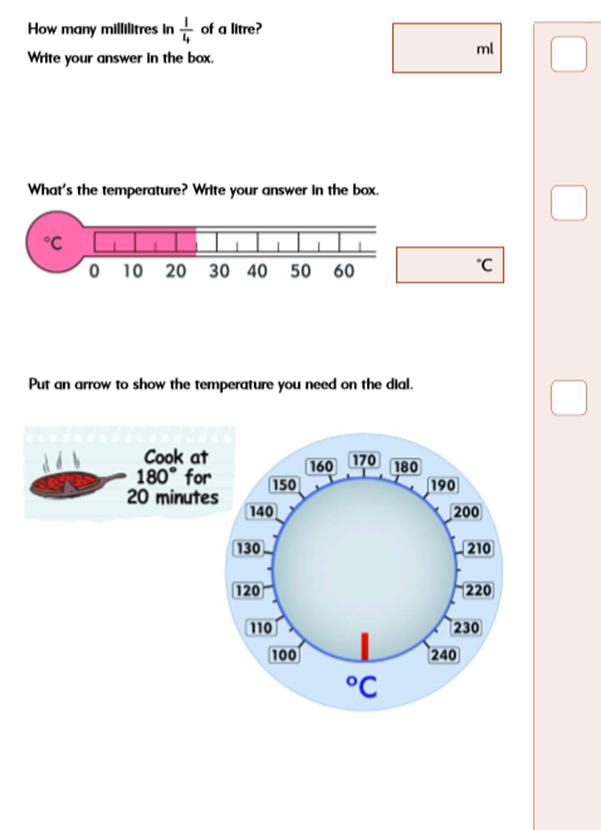 How many millilitres in 1/4 of a litre?
Write your answer in the box.
ml
What's the temperature? Write your answer in the box.
°C
0 10 20 30 40 50 60
°C
Put an arrow to show the temperature you need on the dial.
Cook at
180° for
20 minutes
100
110
120
130
140
150
160
170
180
190
200
210
220
230
240
°C